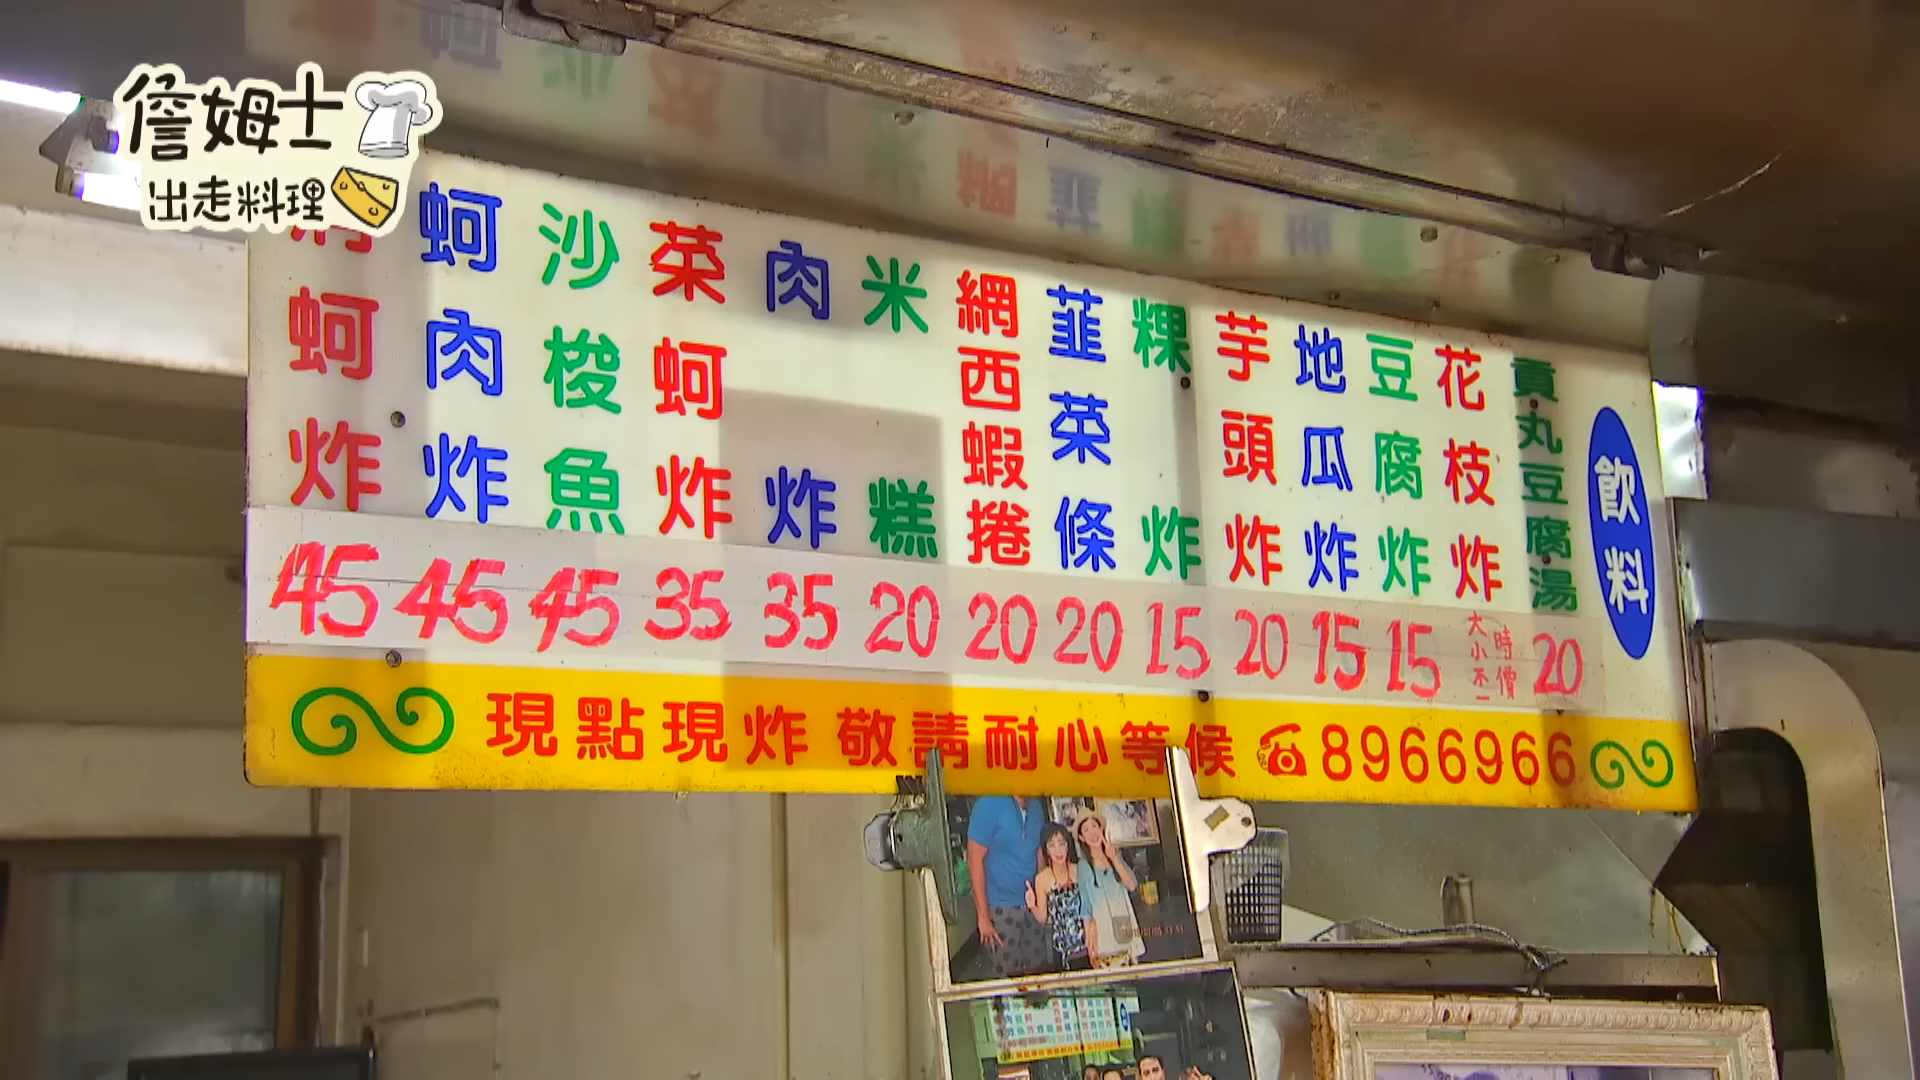 詹姆士
出走料理
蚵炸
蚵肉炸
沙梭魚
菜蚵炸
肉炸
米糕
網西蝦捲
韮菜條
粿炸
芋頭炸
地瓜炸
豆腐炸
花枝炸
貢丸豆腐湯
飲料
45 45 45 35 35 20 20 20 15 20 15 15 大小不一 時價 20
現點現炸 敬請耐心等候 ☎8966966